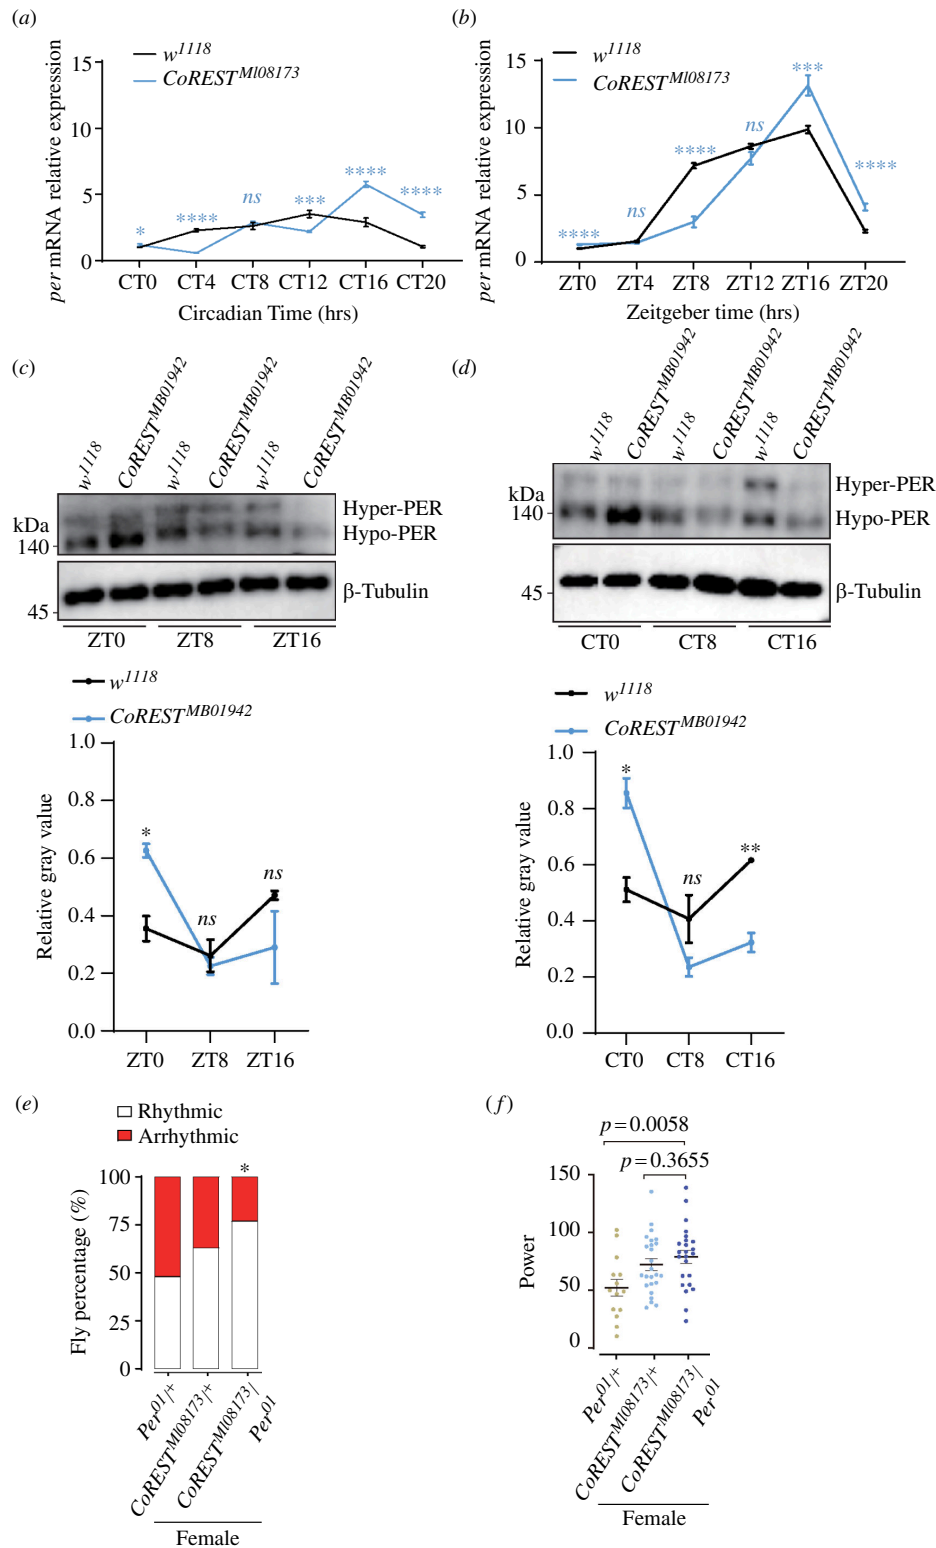 (a)
w1118
CoRESTMI08173
per mRNA relative expression
15
10
5
0
*
****
ns
***
****
****
CT0 CT4 CT8 CT12 CT16 CT20
Circadian Time (hrs)
(b)
w1118
CoRESTMI08173
per mRNA relative expression
15
10
5
0
****
ns
****
ns
***
****
ZT0 ZT4 ZT8 ZT12 ZT16 ZT20
Zeitgeber time (hrs)
(c)
w1118
CoRESTMB01942
w1118
CoRESTMB01942
w1118
CoRESTMB01942
kDa
140
45
Hyper-PER
Hypo-PER
β-Tubulin
ZT0 ZT8 ZT16
w1118
CoRESTMB01942
Relative gray value
1.0
0.8
0.6
0.4
0.2
0.0
*
ns
ns
ZT0 ZT8 ZT16
(d)
w1118
CoRESTMB01942
w1118
CoRESTMB01942
w1118
CoRESTMB01942
kDa
140
45
Hyper-PER
Hypo-PER
β-Tubulin
CT0 CT8 CT16
w1118
CoRESTMB01942
Relative gray value
1.0
0.8
0.6
0.4
0.2
0.0
*
ns
**
CT0 CT8 CT16
(e)
Rhythmic
Arrhythmic
*
Fly percentage (%)
100
75
50
25
0
Per01/+
CoRESTMI08173/+
CoRESTMI08173/
Per01
Female
(f)
p=0.0058
p=0.3655
Power
150
100
50
0
Per01/+
CoRESTMI08173/+
CoRESTMI08173/
Per01
Female